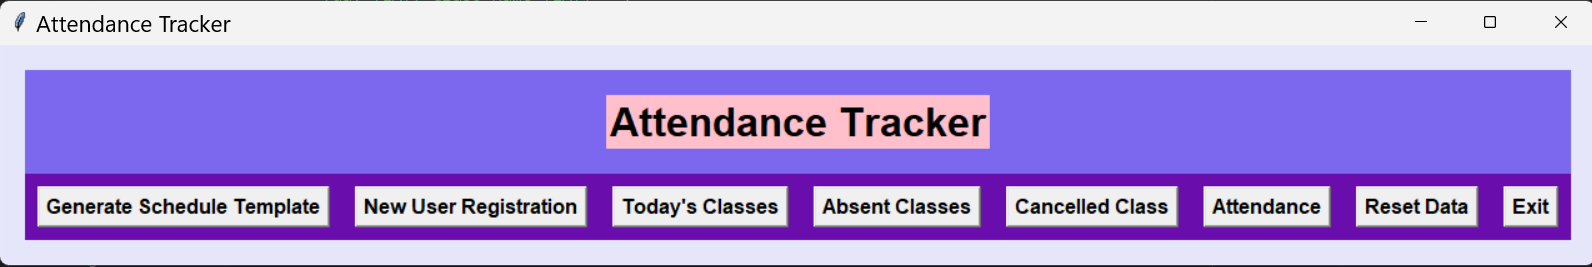 Attendance Tracker
Attendance Tracker
Generate Schedule Template New User Registration Today's Classes Absent Classes Cancelled Class Attendance Reset Data Exit